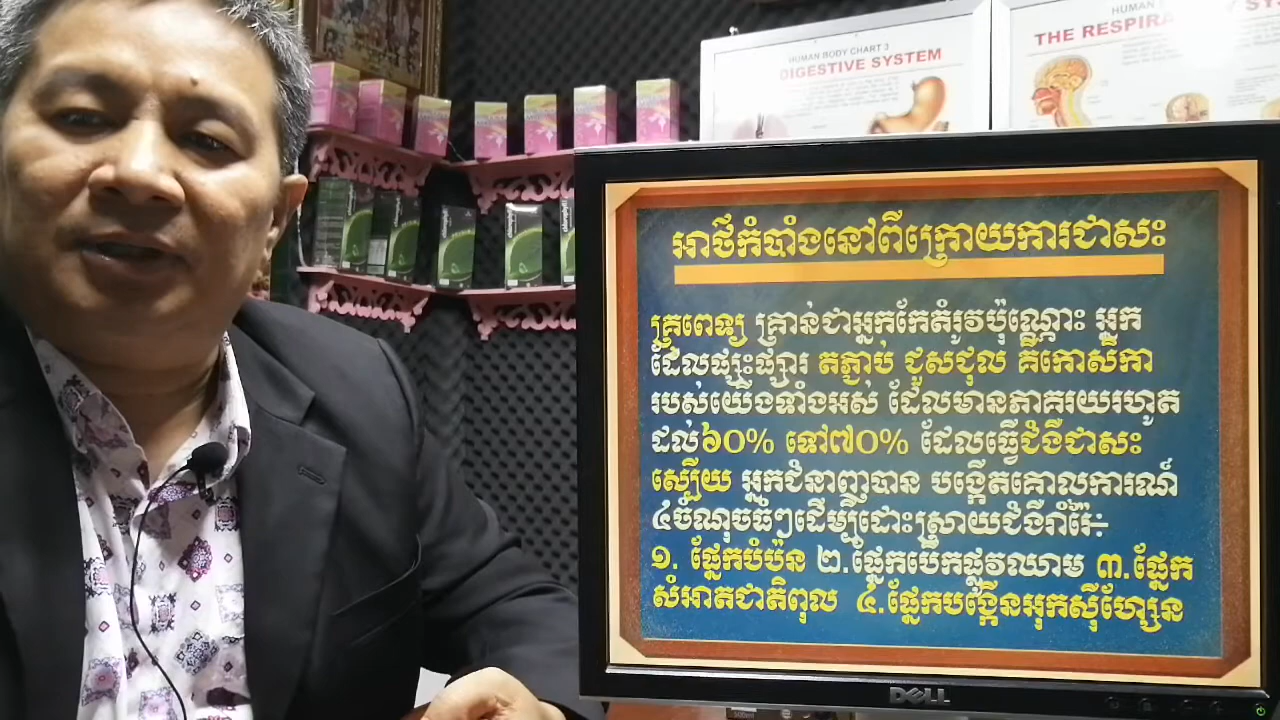 HUMAN BODY CHART 3
DIGESTIVE SYSTEM
HUMAN
THE RESPIRA
អាថ៌កំបាំងនៅពីក្រោយការជាសះ
គ្រូពេទ្យ គ្រាន់ជាអ្នកកែតំរូវប៉ុណ្ណោះ អ្នក
ដែលផ្សះផ្សារ តភ្ជាប់ ជួសជុល គឺកោសិកា
របស់យើងទាំងអស់ ដែលមានភាគរយរហូត
ដល់៦០% ទៅ៧០% ដែលធ្វើជំងឺជាសះ
ស្បើយ អ្នកជំនាញបាន បង្កើតគោលការណ៍
៤ចំណុចធំៗដើម្បីដោះស្រាយជំងឺរ៉ាំរ៉ៃ÷
១. ផ្នែកបំប៉ន ២.ផ្នែកបើកផ្លូវឈាម ៣.ផ្នែក
សំអាតជាតិពុល ៤.ផ្នែកបង្កើនអុកស៊ីហ្សែន
DELL